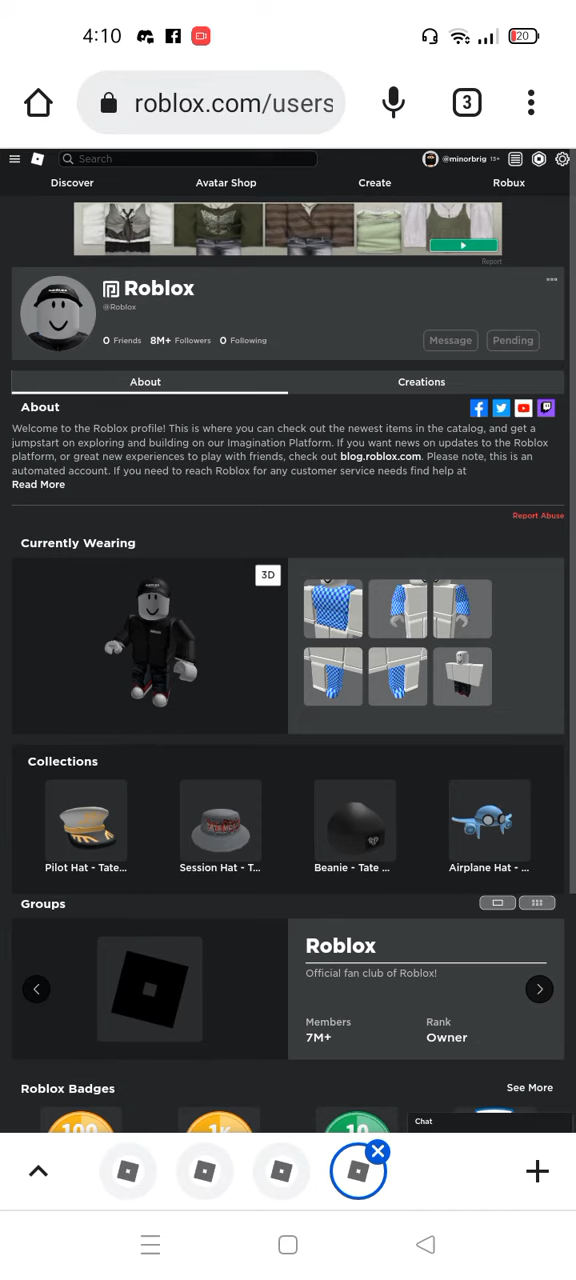 4:10
20
roblox.com/users
3
Search
@minorbrig 13+
Discover Avatar Shop Create Robux
Report
Roblox
@Roblox
0 Friends 8M+ Followers 0 Following
Message Pending
About Creations
About
Welcome to the Roblox profile! This is where you can check out the newest items in the catalog, and get a
jumpstart on exploring and building on our Imagination Platform. If you want news on updates to the Roblox
platform, or great new experiences to play with friends, check out blog.roblox.com. Please note, this is an
automated account. If you need to reach Roblox for any customer service needs find help at
Read More
Report Abuse
Currently Wearing
3D
Collections
Pilot Hat - Tate... Session Hat - T... Beanie - Tate ... Airplane Hat - ...
Groups
Roblox
Official fan club of Roblox!
Members Rank
7M+ Owner
Roblox Badges See More
100 1K 10
Chat